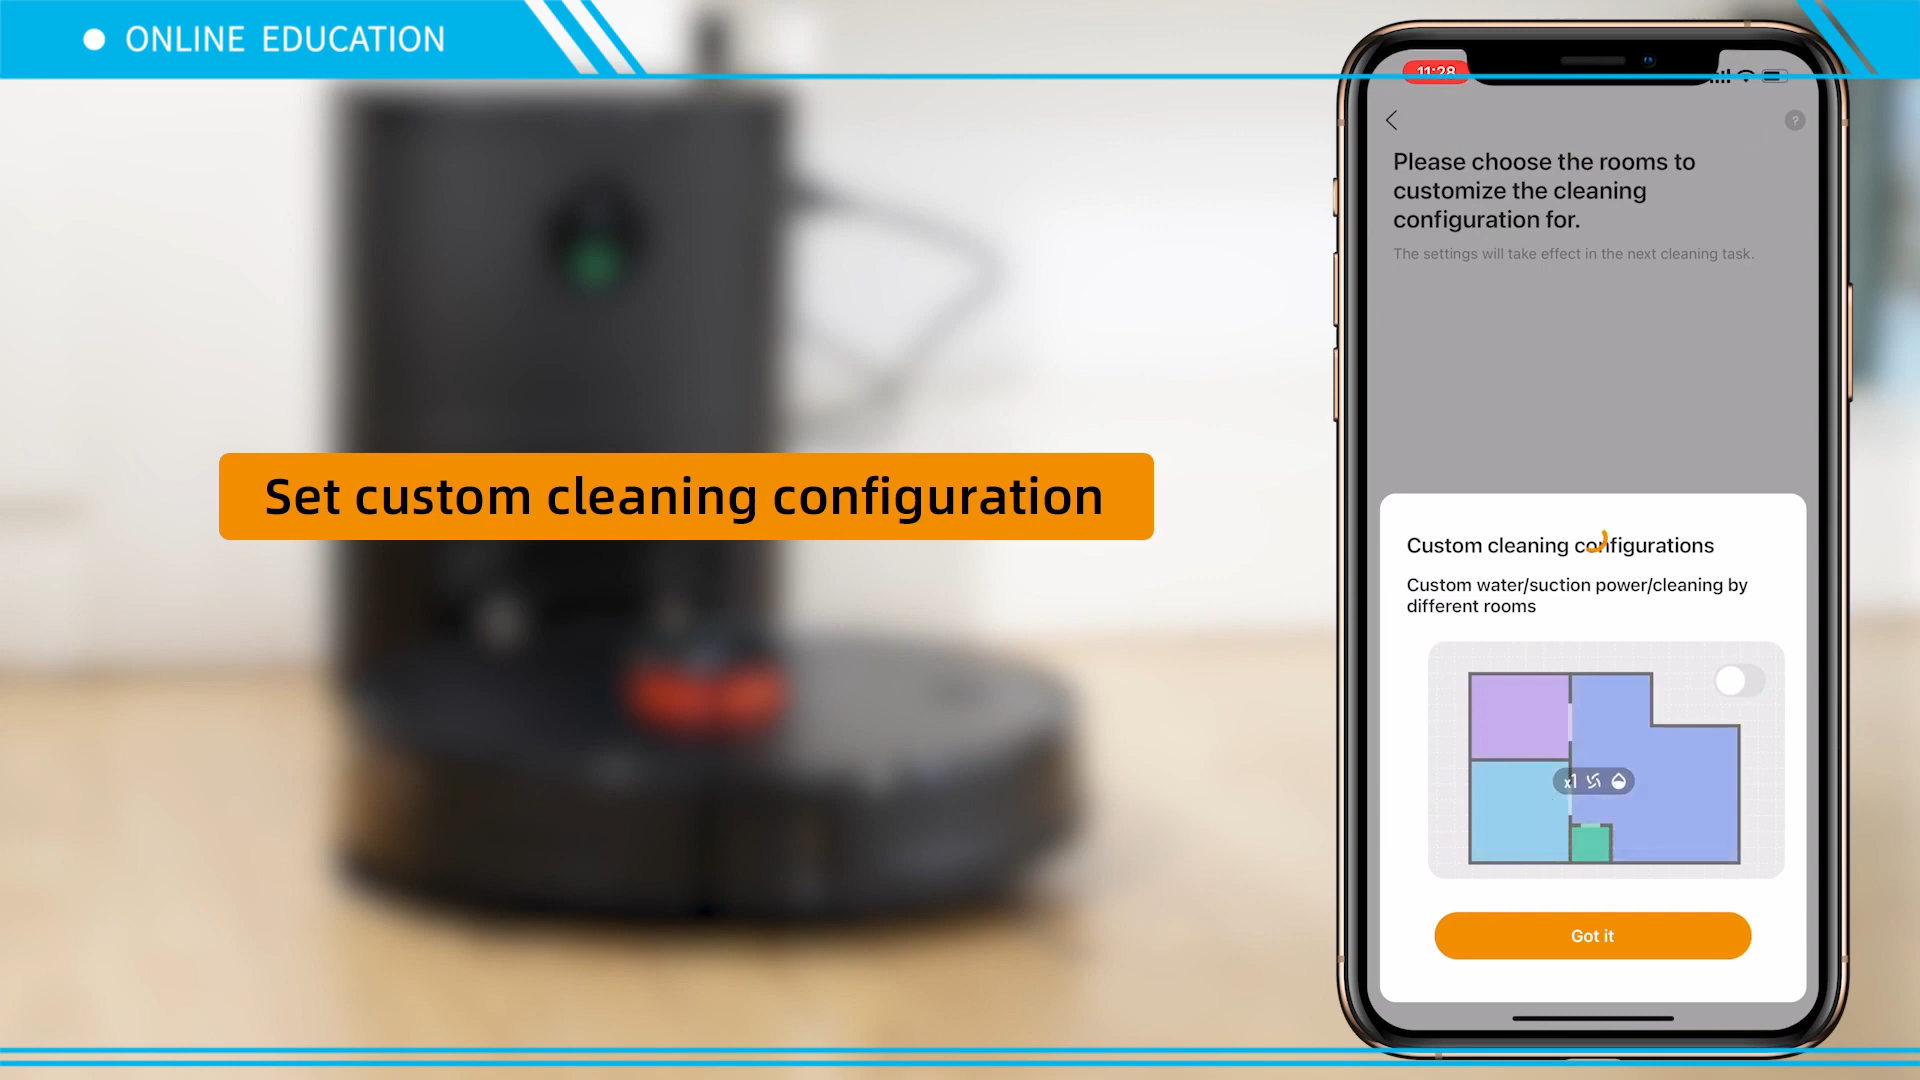 ONLINE EDUCATION
11:28
?
Please choose the rooms to
customize the cleaning
configuration for.
The settings will take effect in the next cleaning task.
Set custom cleaning configuration
Custom cleaning configurations
Custom water/suction power/cleaning by
different rooms
x1
Got it